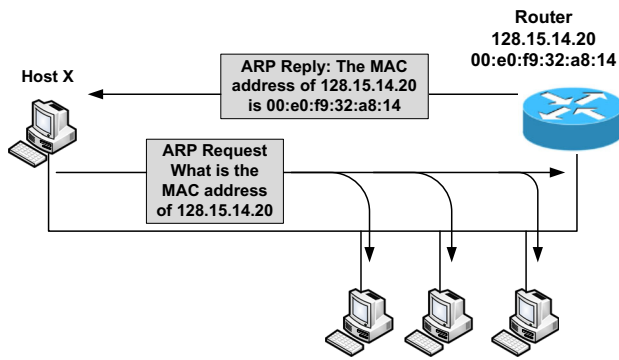 Router
128.15.14.20
00:e0:f9:32:a8:14
Host X
ARP Reply: The MAC
address of 128.15.14.20
is 00:e0:f9:32:a8:14
ARP Request
What is the
MAC address
of 128.15.14.20